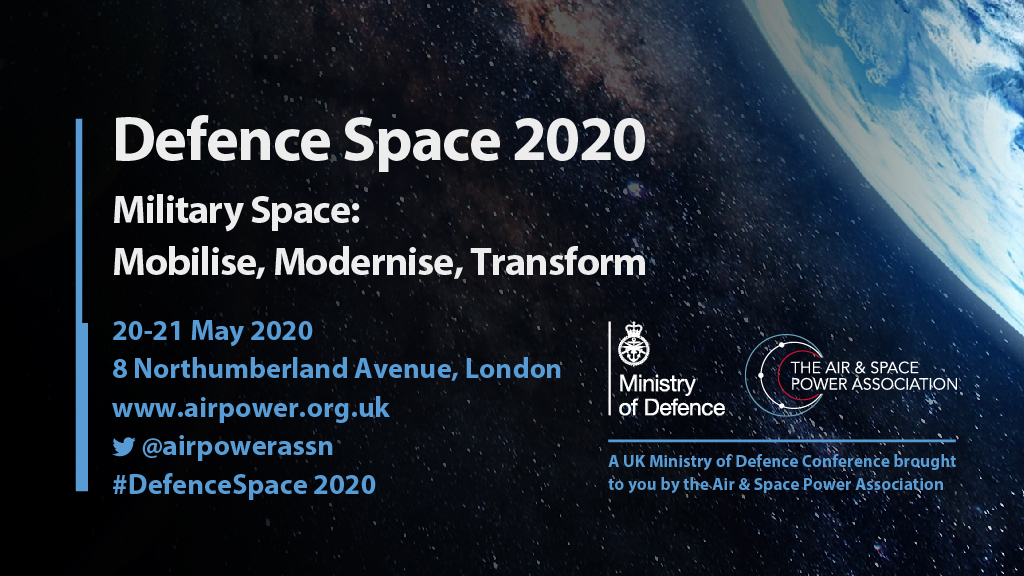 Defence Space 2020
Military Space:
Mobilise, Modernise, Transform
20-21 May 2020
8 Northumberland Avenue, London
www.airpower.org.uk
@airpowerassn
#DefenceSpace 2020
Ministry
of Defence
THE AIR & SPACE
POWER ASSOCIATION
A UK Ministry of Defence Conference brought
to you by the Air & Space Power Association